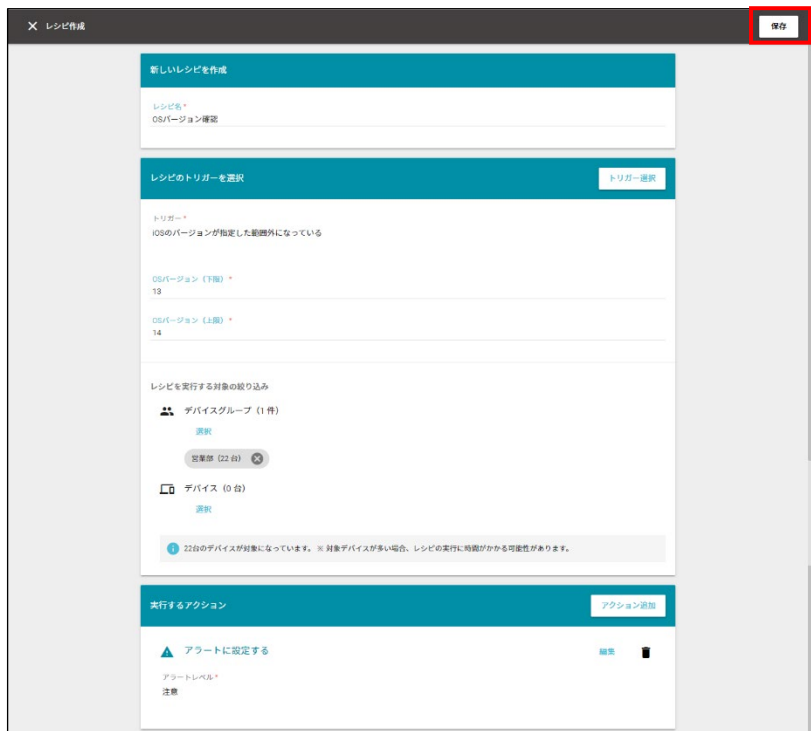 レシピ作成
保存
新しいレシピを作成
レシピ名*
OSバージョン確認
レシピのトリガーを選択
トリガー選択
トリガー*
iOSのバージョンが指定した範囲外になっている
OSバージョン（下限）*
13
OSバージョン（上限）*
14
レシピを実行する対象の絞り込み
デバイスグループ（1件）
選択
営業部（22台）
デバイス（0台）
選択
22台のデバイスが対象になっています。※ 対象デバイスが多い場合、レシピの実行に時間がかかる可能性があります。
実行するアクション
アクション追加
アラートに設定する
編集
アラートレベル*
注意